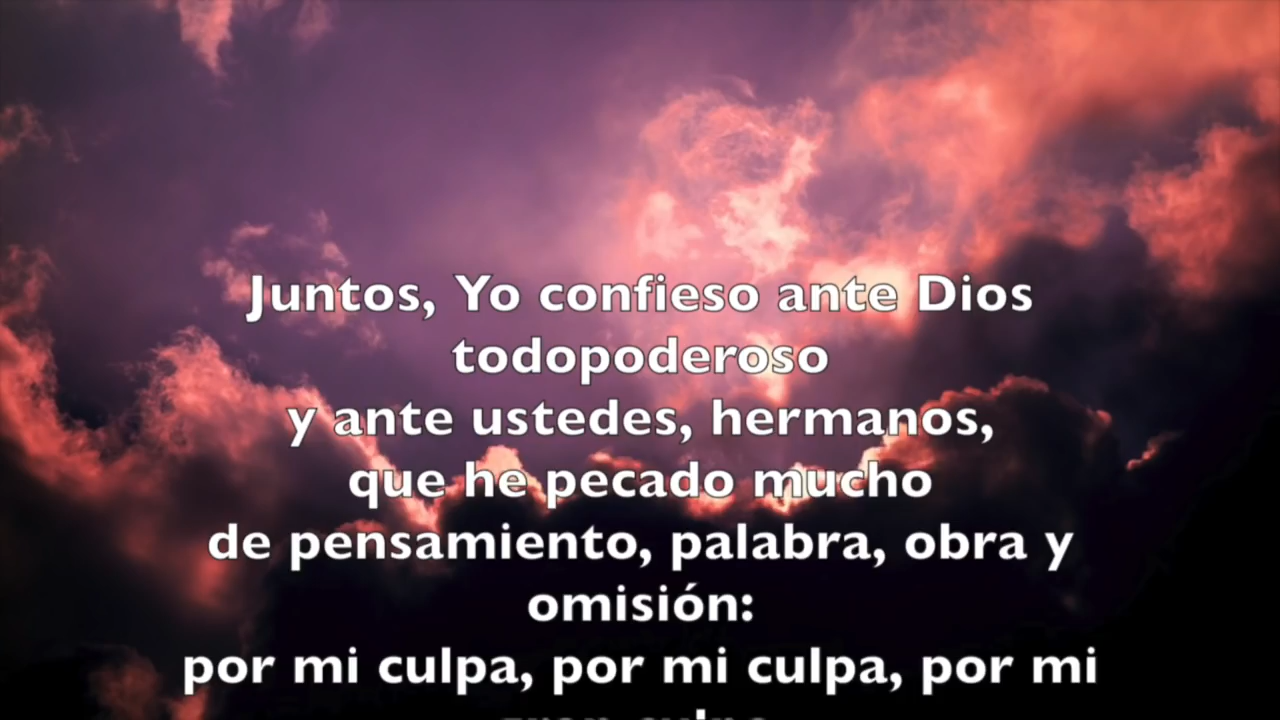 Juntos, Yo confieso ante Dios
todopoderoso
y ante ustedes, hermanos,
que he pecado mucho
de pensamiento, palabra, obra y
omisión:
por mi culpa, por mi culpa, por mi